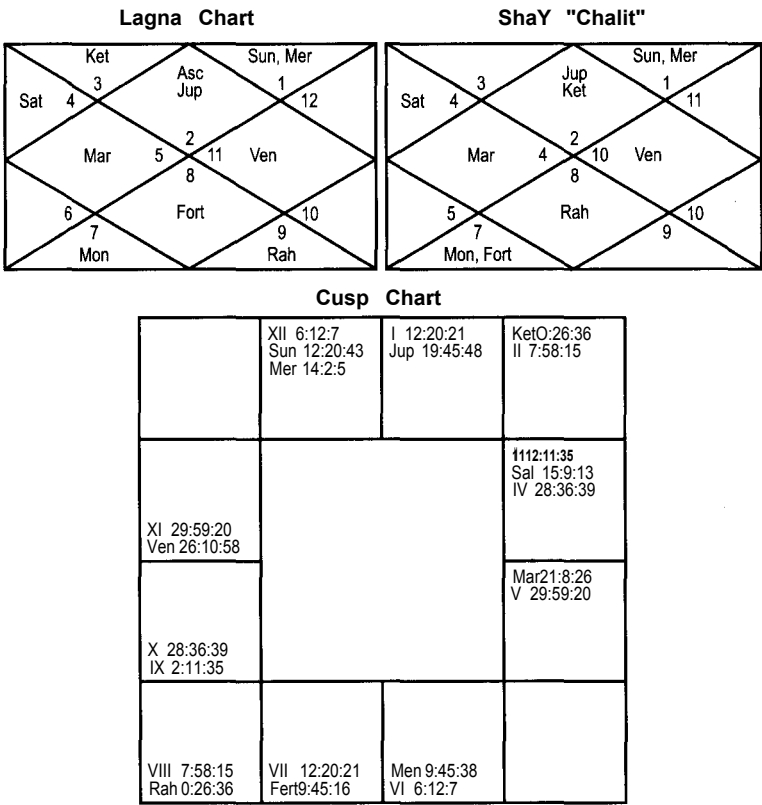 Lagna Chart
Ket
Sun, Mer
Asc
Jup
3
1
Sat 4
12
2
Mar 5 11 Ven
8
6
Fort
10
7
9
Mon
Rah
ShaY "Chalit"
Sun, Mer
Jup
Ket
3
1
Sat 4
11
2
Mar 4 10 Ven
8
5
Rah
10
7
9
Mon, Fort
Cusp Chart
XII 6:12:7
Sun 12:20:43
Mer 14:2:5
I 12:20:21
Jup 19:45:48
KetO:26:36
II 7:58:15
1112:11:35
Sal 15:9:13
IV 28:36:39
XI 29:59:20
Ven 26:10:58
Mar21:8:26
V 29:59:20
X 28:36:39
IX 2:11:35
VIII 7:58:15
Rah 0:26:36
VII 12:20:21
Fert9:45:16
Men 9:45:38
VI 6:12:7